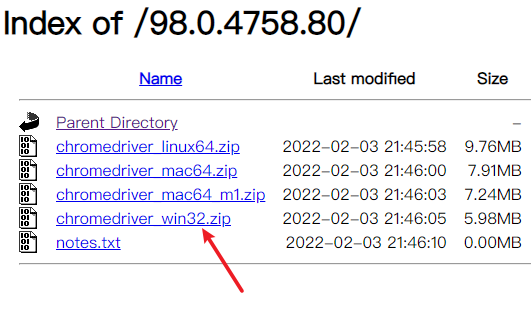 Index of /98.0.4758.80/
Name Last modified Size
Parent Directory –
chromedriver_linux64.zip 2022-02-03 21:45:58 9.76MB
chromedriver_mac64.zip 2022-02-03 21:46:00 7.91MB
chromedriver_mac64_m1.zip 2022-02-03 21:46:03 7.24MB
chromedriver_win32.zip 2022-02-03 21:46:05 5.98MB
notes.txt 2022-02-03 21:46:10 0.00MB